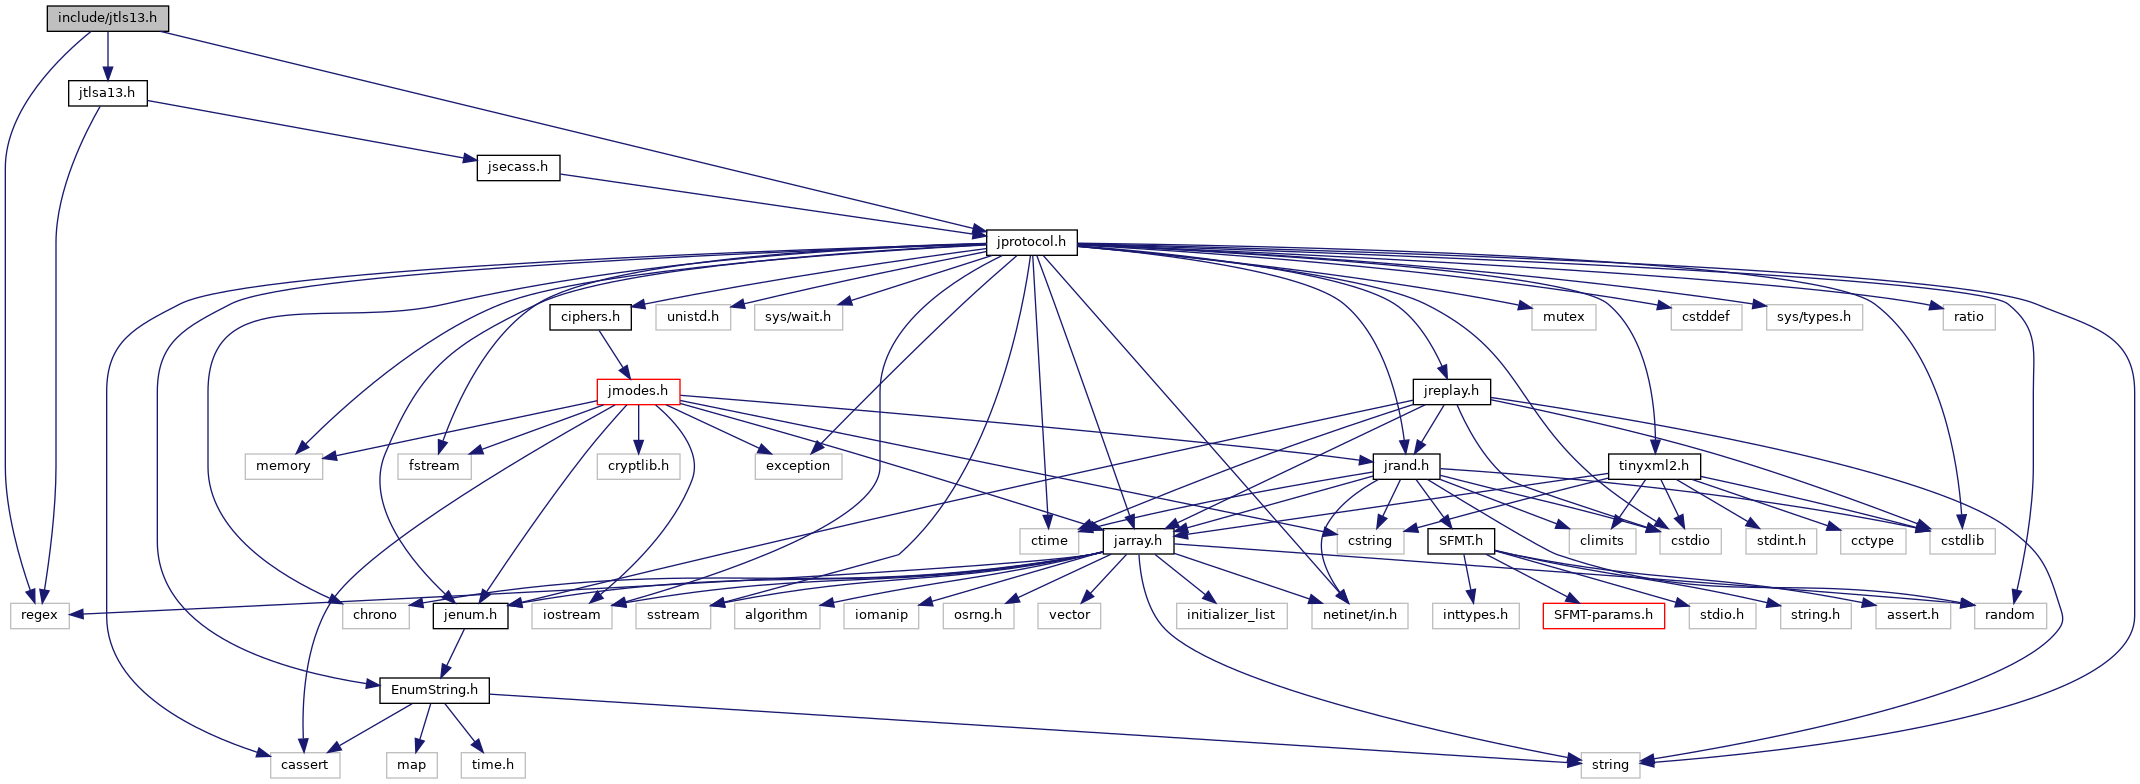 include/jtls13.h
jtlsa13.h
jsecass.h
jprotocol.h
ciphers.h
unistd.h
sys/wait.h
mutex
cstddef
sys/types.h
ratio
jmodes.h
jreplay.h
memory
fstream
cryptlib.h
exception
jrand.h
tinyxml2.h
ctime
jarray.h
cstring
SFMT.h
climits
cstdio
stdint.h
cctype
cstdlib
regex
chrono
jenum.h
iostream
sstream
algorithm
iomanip
osrng.h
vector
initializer_list
netinet/in.h
inttypes.h
SFMT-params.h
stdio.h
string.h
assert.h
random
EnumString.h
cassert
map
time.h
string